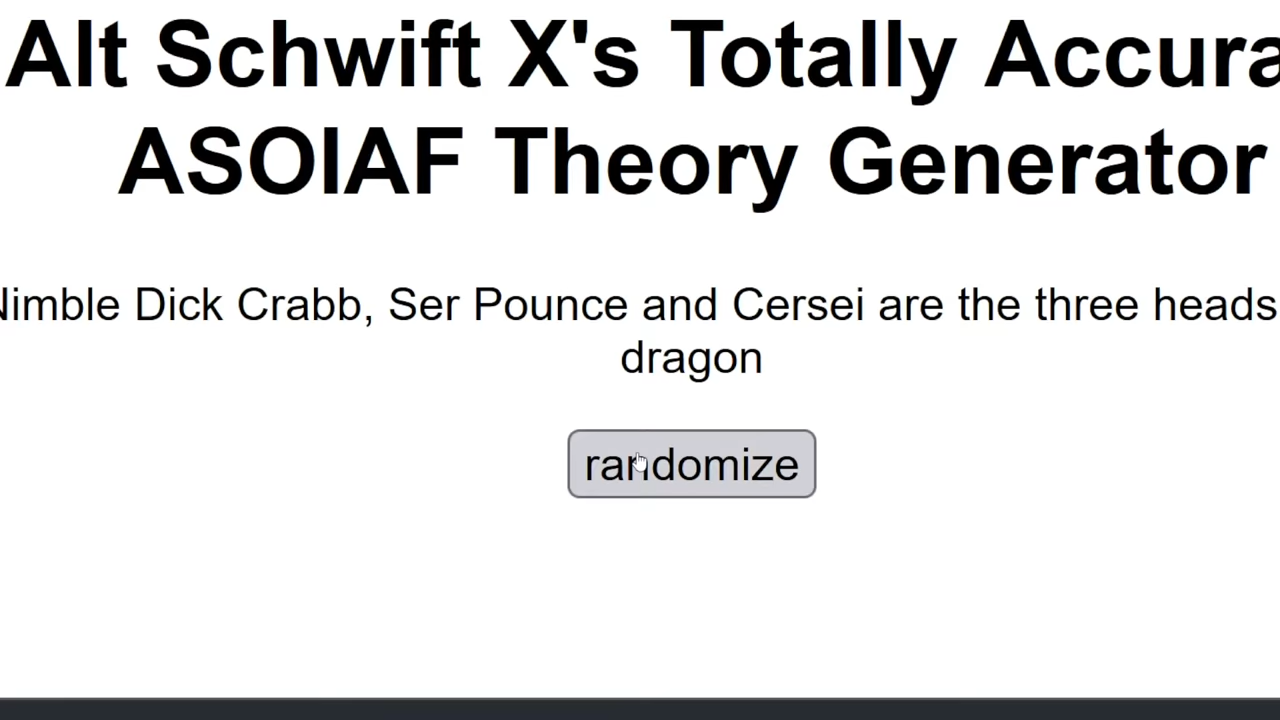 Alt Schwift X's Totally Accura
ASOIAF Theory Generator
Nimble Dick Crabb, Ser Pounce and Cersei are the three heads
dragon
randomize